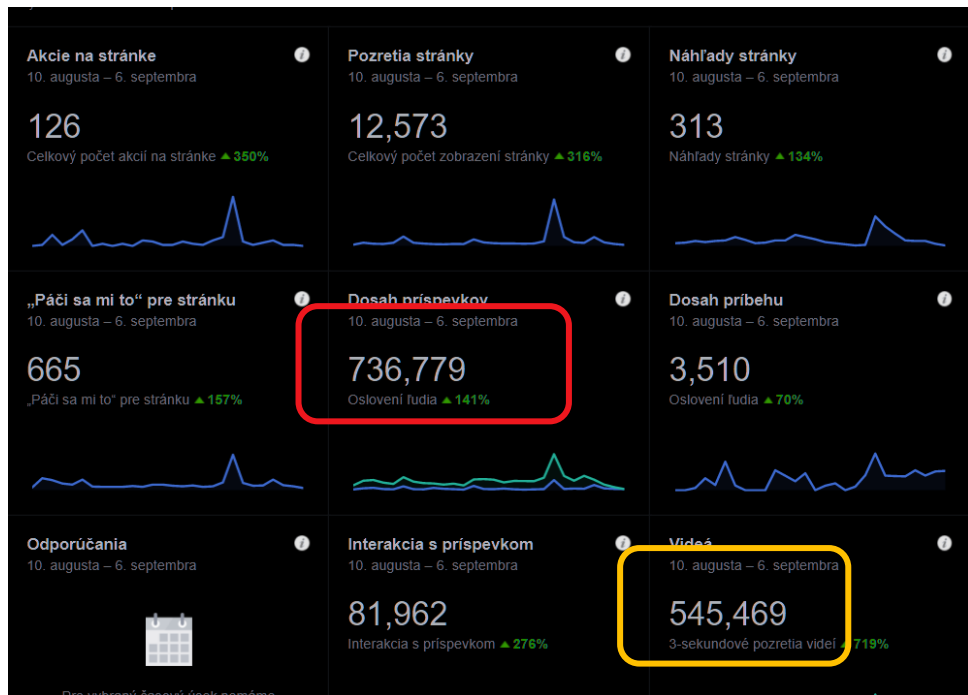 Akcie na stránke
10. augusta – 6. septembra
126
Celkový počet akcií na stránke ▲ 350%
Pozretia stránky
10. augusta – 6. septembra
12,573
Celkový počet zobrazení stránky ▲ 316%
Náhľady stránky
10. augusta – 6. septembra
313
Náhľady stránky ▲ 134%
„Páči sa mi to“ pre stránku
10. augusta – 6. septembra
665
„Páči sa mi to“ pre stránku ▲ 157%
Dosah príspevkov
10. augusta – 6. septembra
736,779
Oslovení ľudia ▲ 141%
Dosah príbehu
10. augusta – 6. septembra
3,510
Oslovení ľudia ▲ 70%
Odporúčania
10. augusta – 6. septembra
Interakcia s príspevkom
10. augusta – 6. septembra
81,962
Interakcia s príspevkom ▲ 276%
Videá
10. augusta – 6. septembra
545,469
3-sekundové pozretia videí ▲ 719%
Pre vybraný časový úsek nemáme